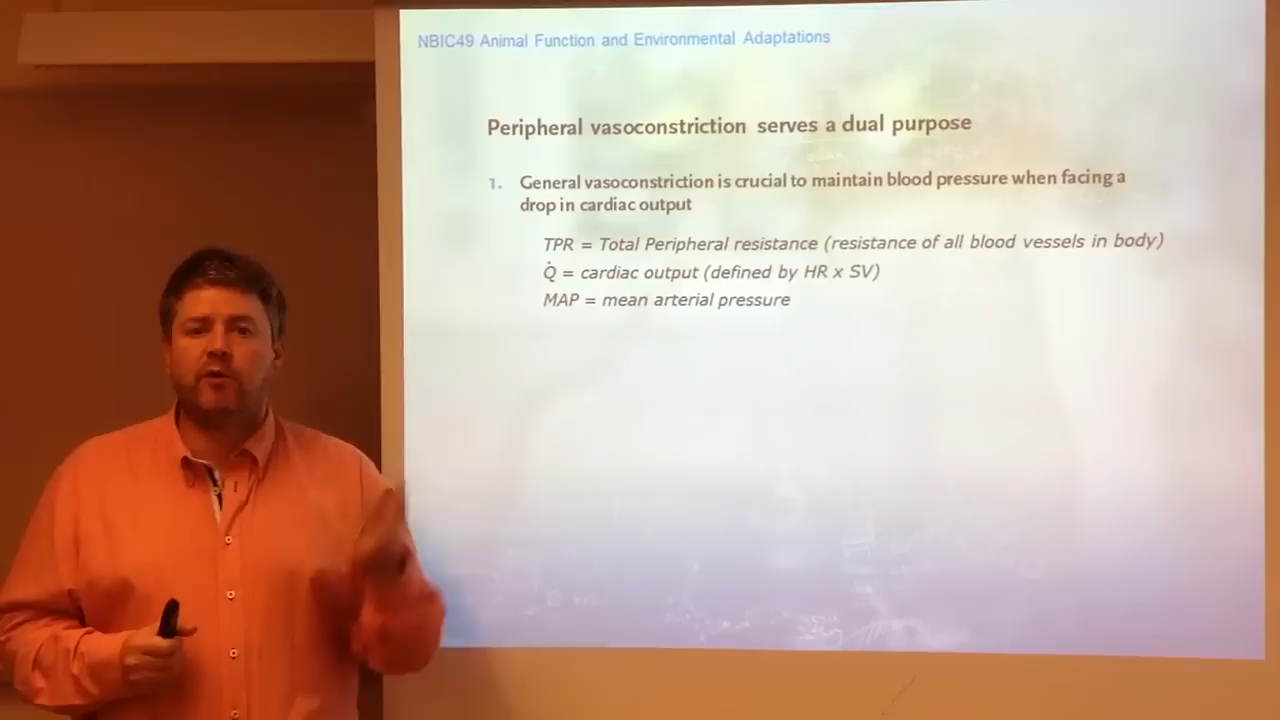 NBIC49 Animal Function and Environmental Adaptations
Peripheral vasoconstriction serves a dual purpose
1. General vasoconstriction is crucial to maintain blood pressure when facing a
drop in cardiac output
TPR = Total Peripheral resistance (resistance of all blood vessels in body)
Q̇ = cardiac output (defined by HR x SV)
MAP = mean arterial pressure